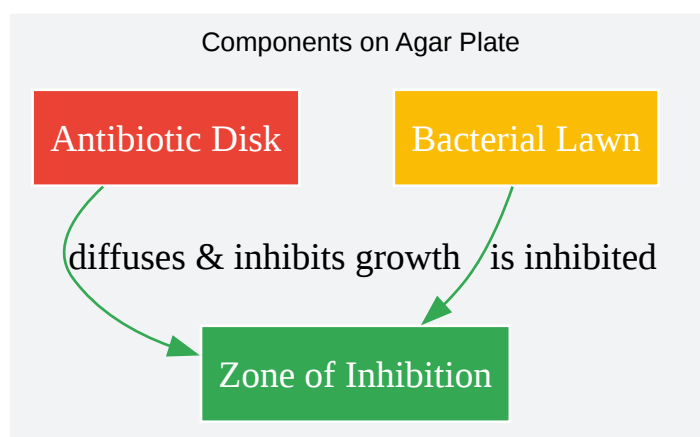 Components on Agar Plate
Antibiotic Disk
Bacterial Lawn
diffuses & inhibits growth
is inhibited
Zone of Inhibition